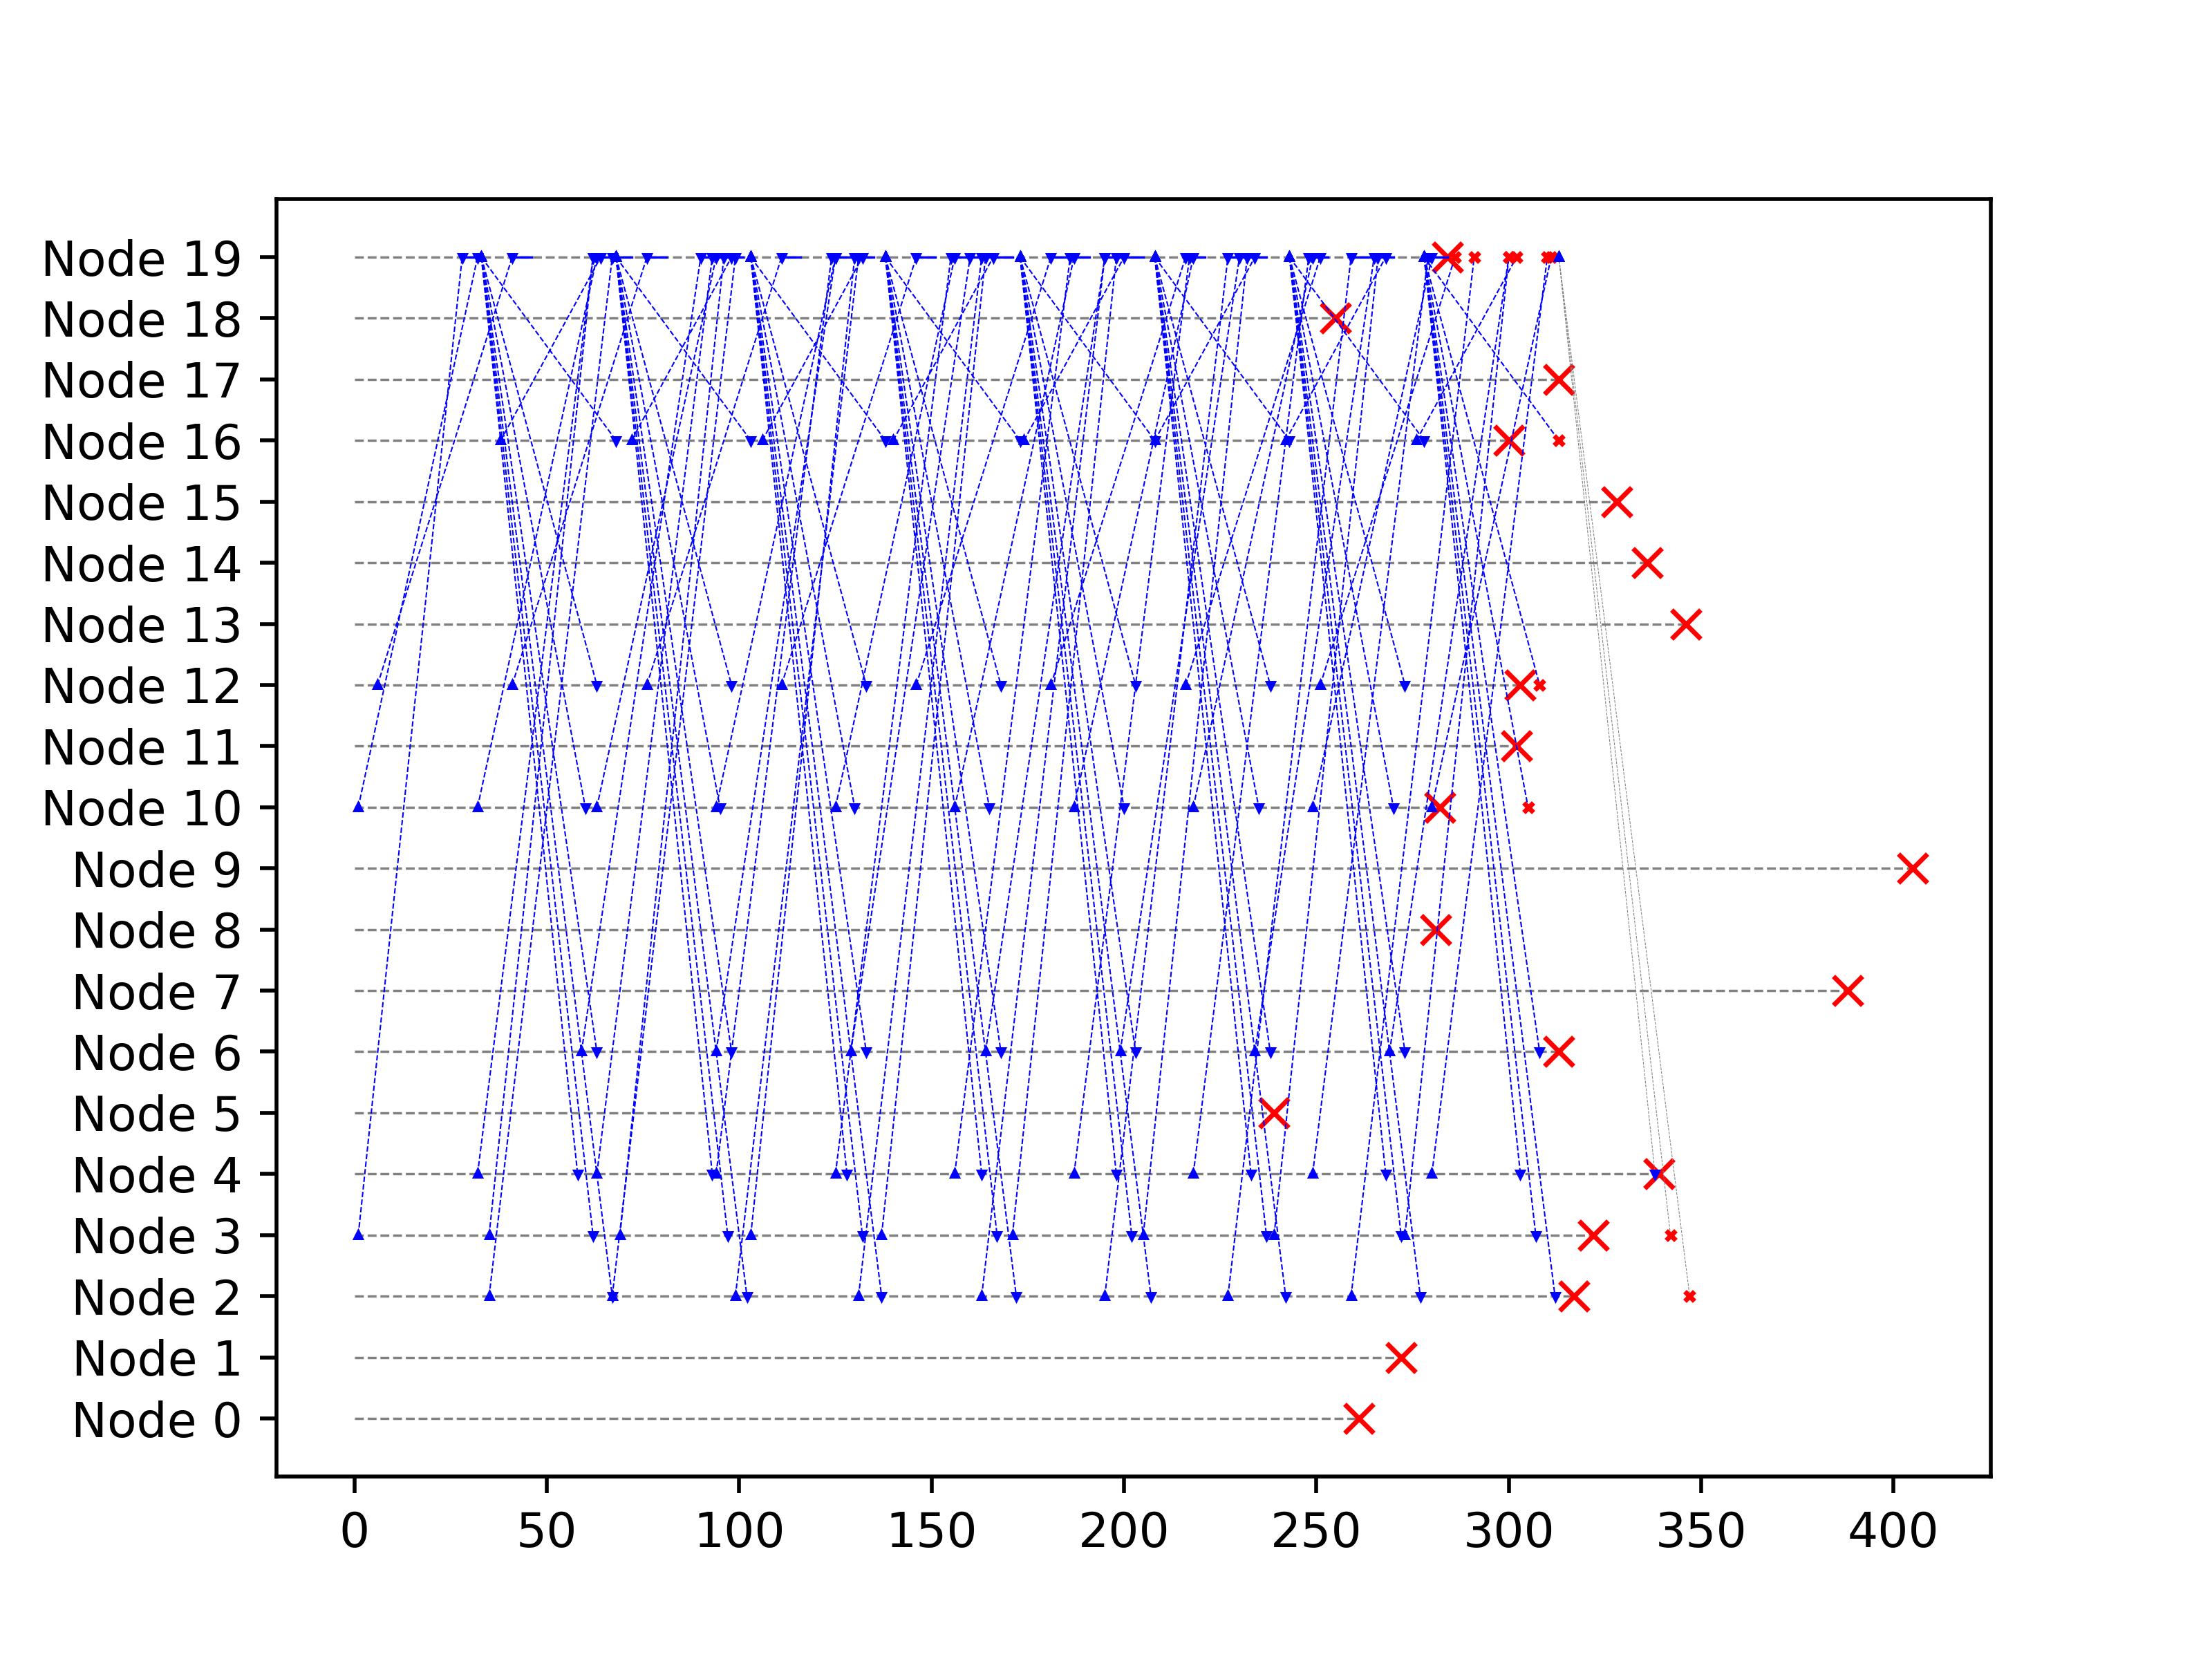 Node 19
Node 18
Node 17
Node 16
Node 15
Node 14
Node 13
Node 12
Node 11
Node 10
Node 9
Node 8
Node 7
Node 6
Node 5
Node 4
Node 3
Node 2
Node 1
Node 0
0 50 100 150 200 250 300 350 400